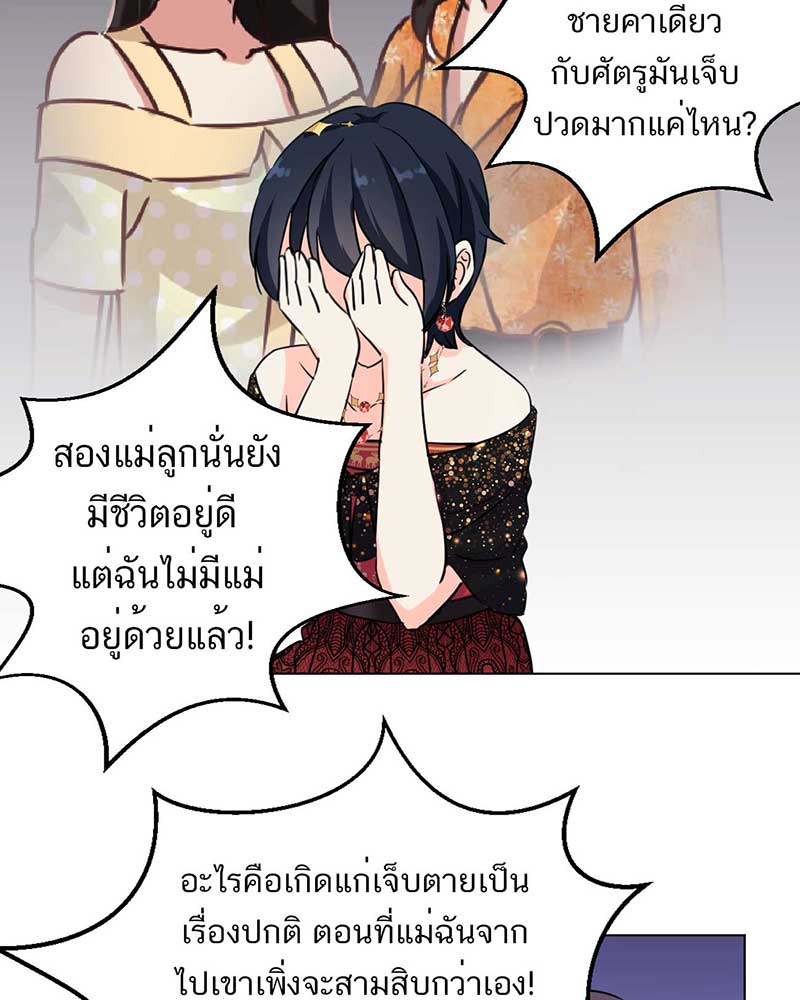 ชายคาเดียว
กับศัตรูมันเจ็บ
ปวดมากแค่ไหน?
สองแม่ลูกนั่นยัง
มีชีวิตอยู่ดี
แต่ฉันไม่มีแม่
อยู่ด้วยแล้ว!
อะไรคือเกิดแก่เจ็บตายเป็น
เรื่องปกติ ตอนที่แม่ฉันจาก
ไปเขาเพิ่งจะสามสิบกว่าเอง!